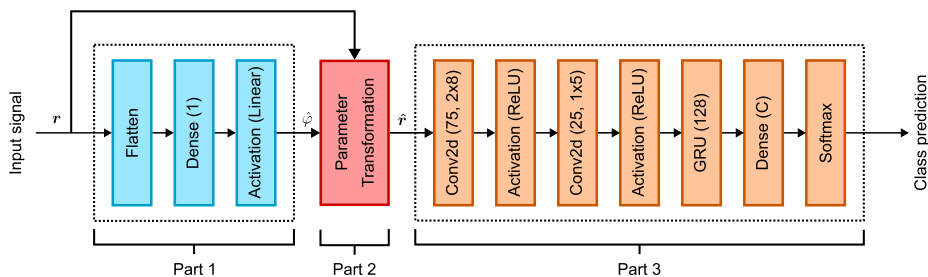 Input signal
r
Flatten
Dense (1)
Activation (Linear)
φ̂
Parameter
Transformation
r̂
Conv2d (75, 2x8)
Activation (ReLU)
Conv2d (25, 1x5)
Activation (ReLU)
GRU (128)
Dense (C)
Softmax
Class prediction
Part 1
Part 2
Part 3